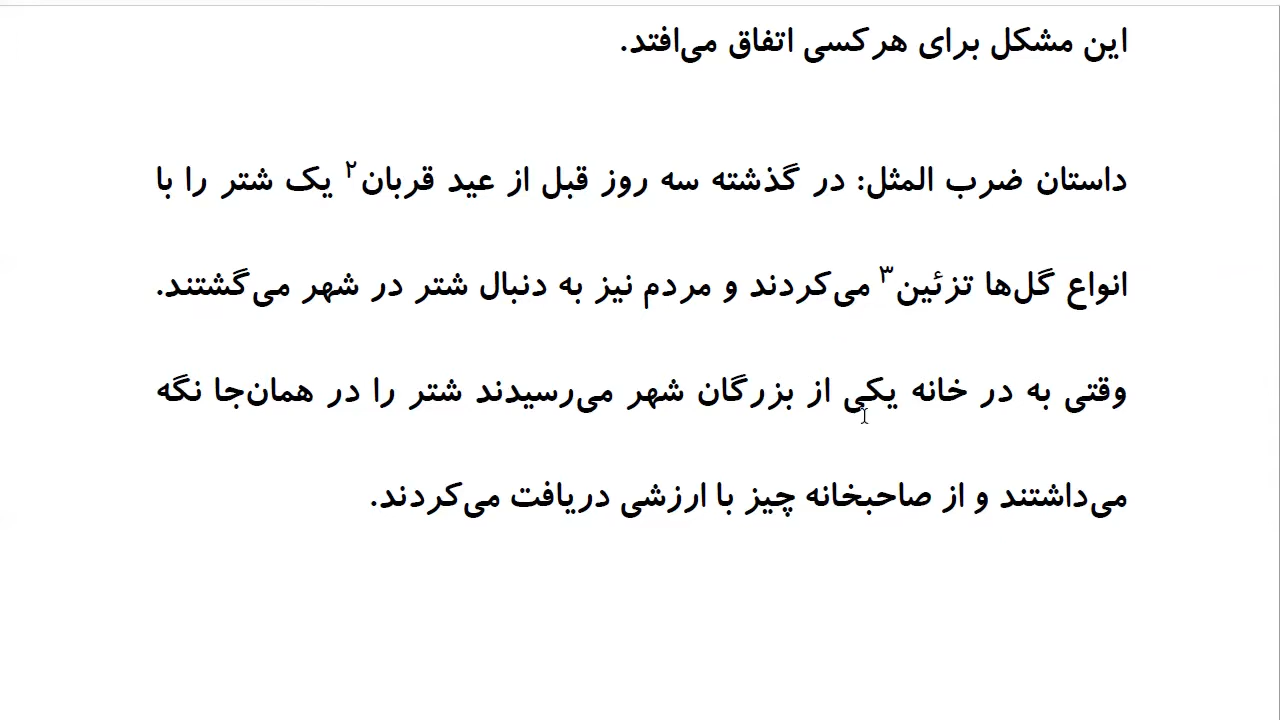 این مشکل برای هرکسی اتفاق می‌افتد.
داستان ضرب المثل: در گذشته سه روز قبل از عید قربان۲ یک شتر را با
انواع گل‌ها تزئین۳ می‌کردند و مردم نیز به دنبال شتر در شهر می‌گشتند.
وقتی به در خانه یکی از بزرگان شهر می‌رسیدند شتر را در همان‌جا نگه
می‌داشتند و از صاحبخانه چیز با ارزشی دریافت می‌کردند.